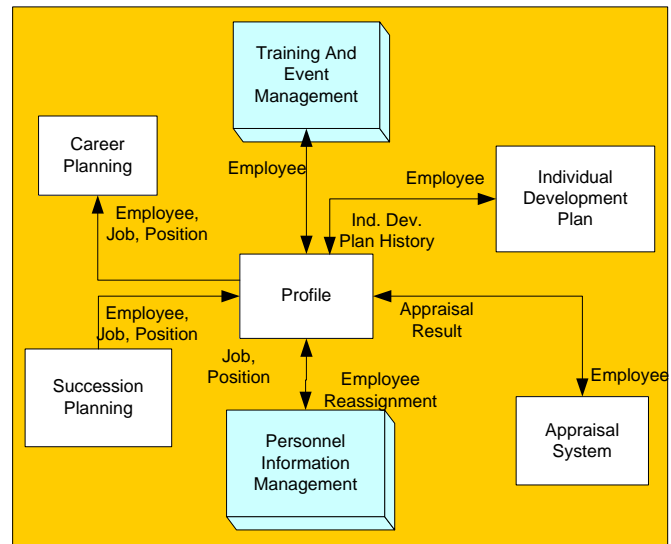 Training And
Event
Management
Career
Planning
Employee
Employee
Individual
Development
Plan
Employee,
Job, Position
Ind. Dev.
Plan History
Profile
Employee,
Job, Position
Appraisal
Result
Job,
Position
Succession
Planning
Employee
Reassignment
Employee
Personnel
Information
Management
Appraisal
System